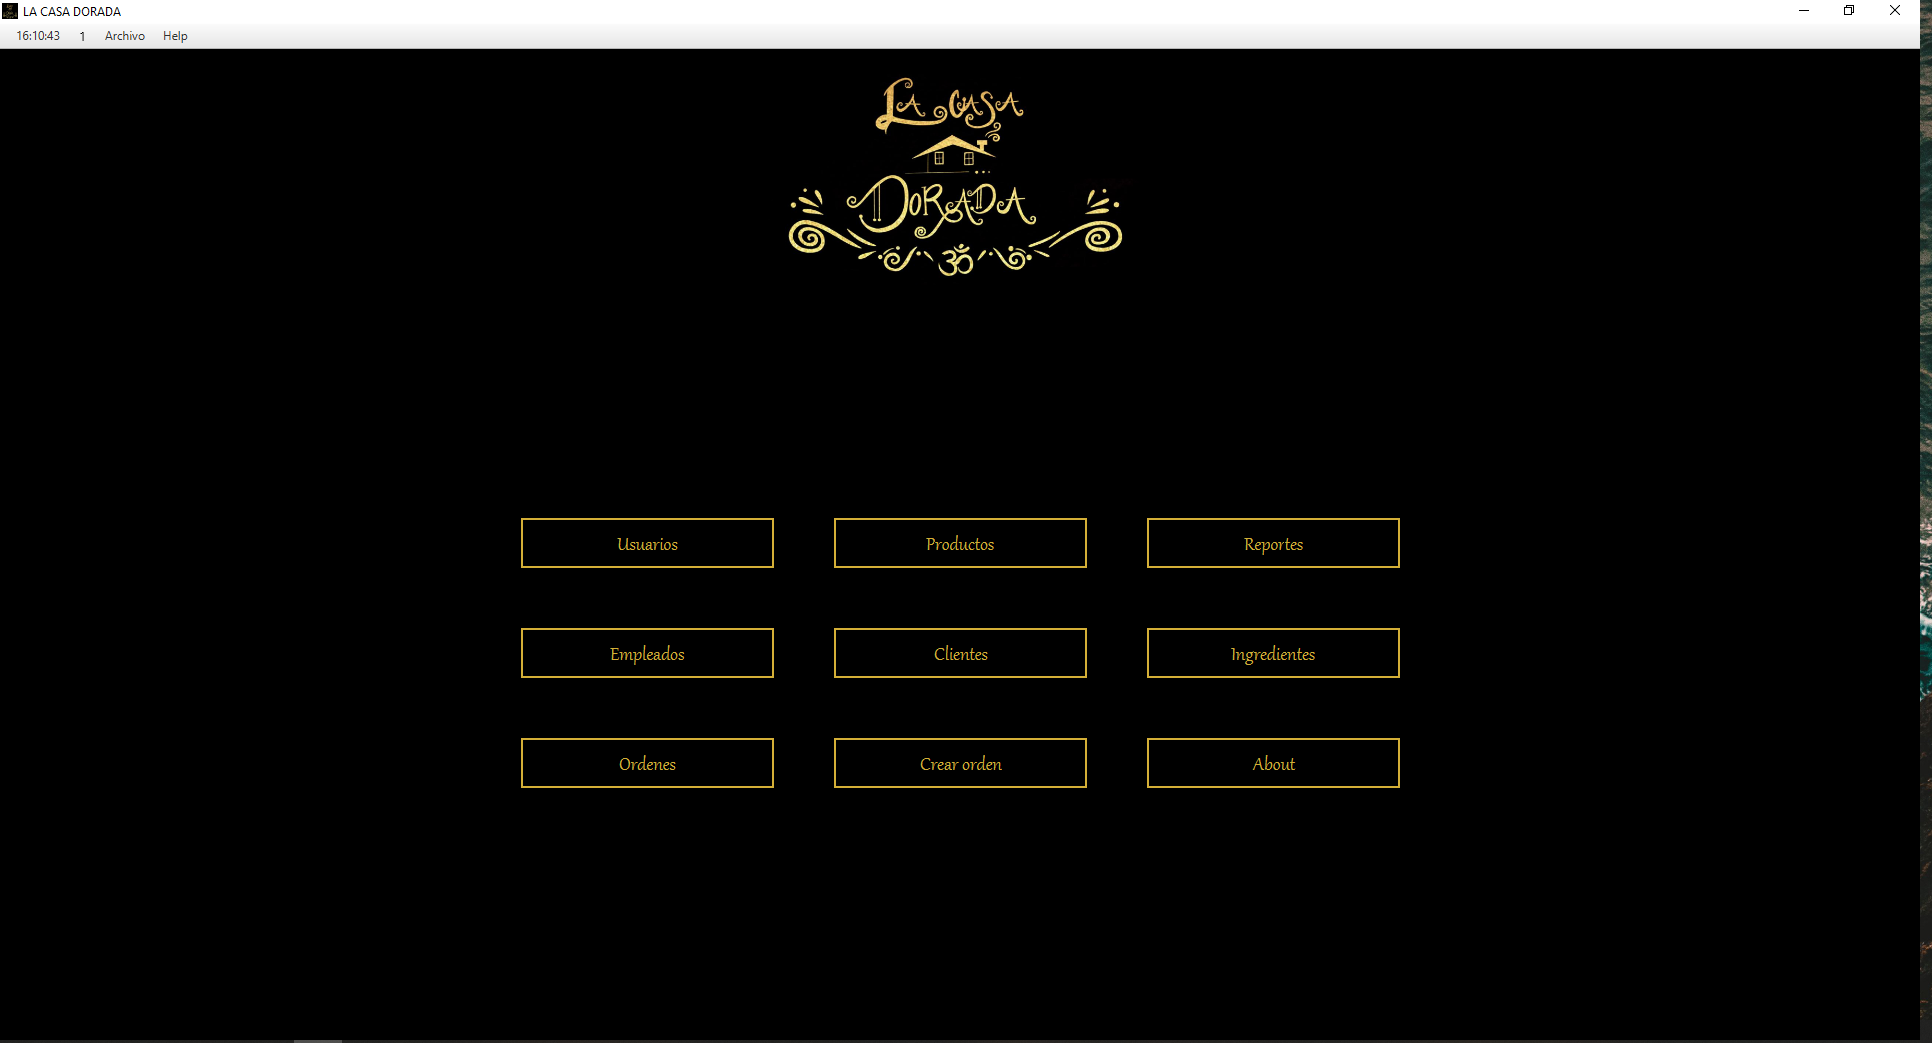 LA CASA DORADA
16:10:43 1 Archivo Help
LA CASA
DORADA
ॐ
Usuarios Productos Reportes
Empleados Clientes Ingredientes
Ordenes Crear orden About